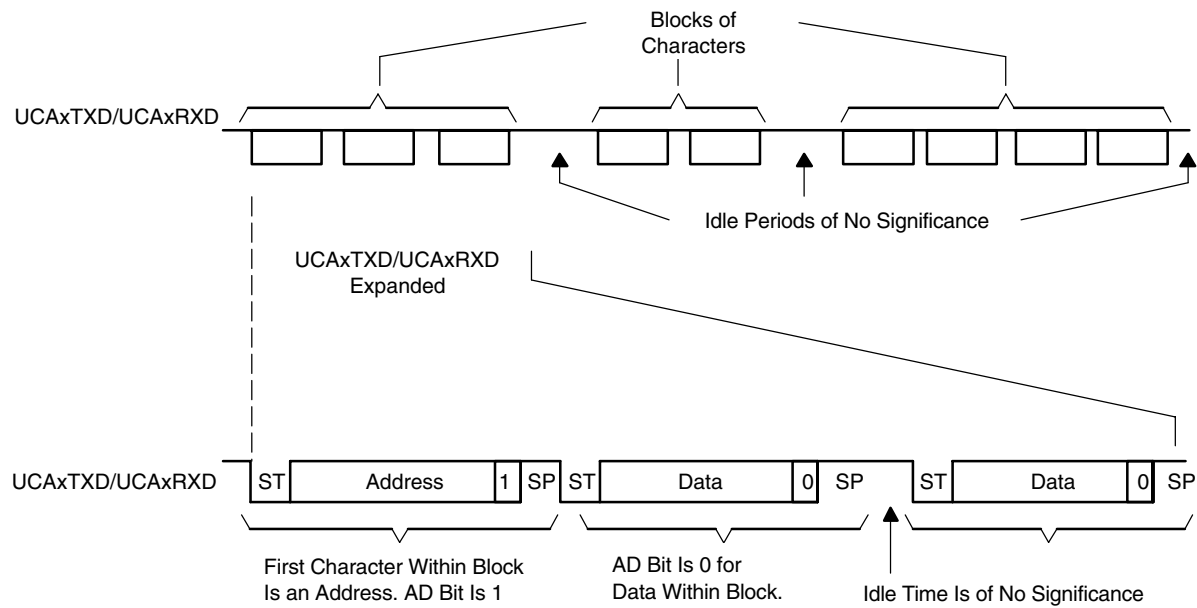 Blocks of
Characters
UCAxTXD/UCAxRXD
Idle Periods of No Significance
UCAxTXD/UCAxRXD
Expanded
UCAxTXD/UCAxRXD
ST Address 1 SP ST Data 0 SP ST Data 0 SP
First Character Within Block
Is an Address. AD Bit Is 1
AD Bit Is 0 for
Data Within Block.
Idle Time Is of No Significance